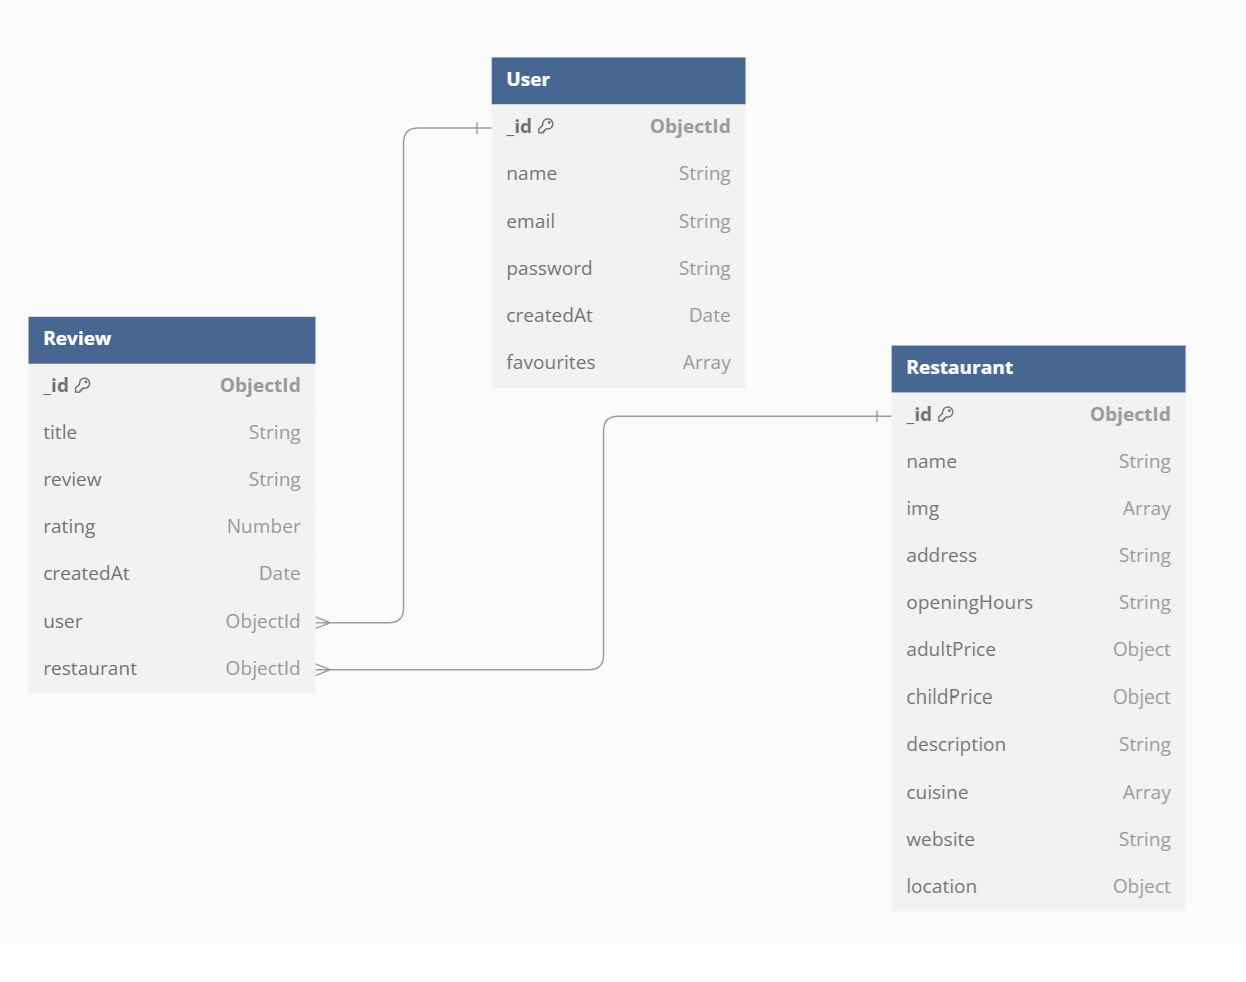 User
_id ObjectId
name String
email String
password String
createdAt Date
favourites Array
Review
_id ObjectId
title String
review String
rating Number
createdAt Date
user ObjectId
restaurant ObjectId
Restaurant
_id ObjectId
name String
img Array
address String
openingHours String
adultPrice Object
childPrice Object
description String
cuisine Array
website String
location Object